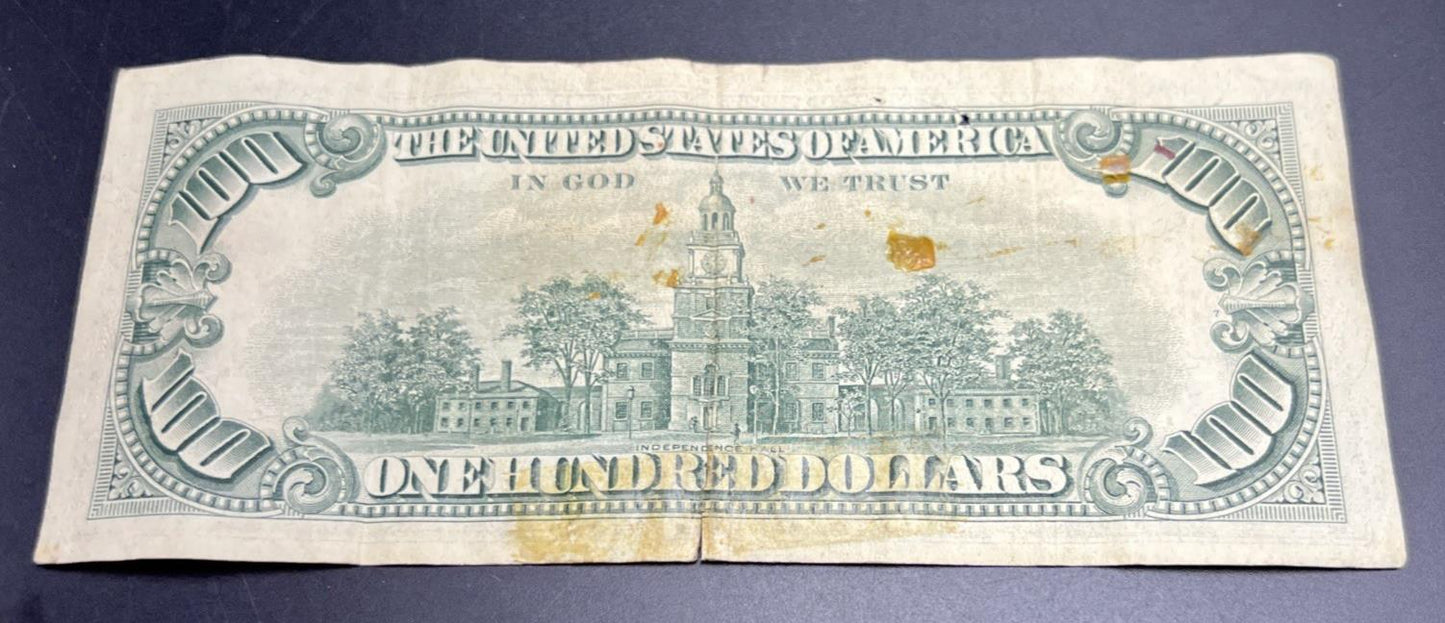 THE UNITED STATES OF AMERICA
100
100
IN GOD WE TRUST
INDEPENDENCE HALL
100
100
ONE HUNDRED DOLLARS